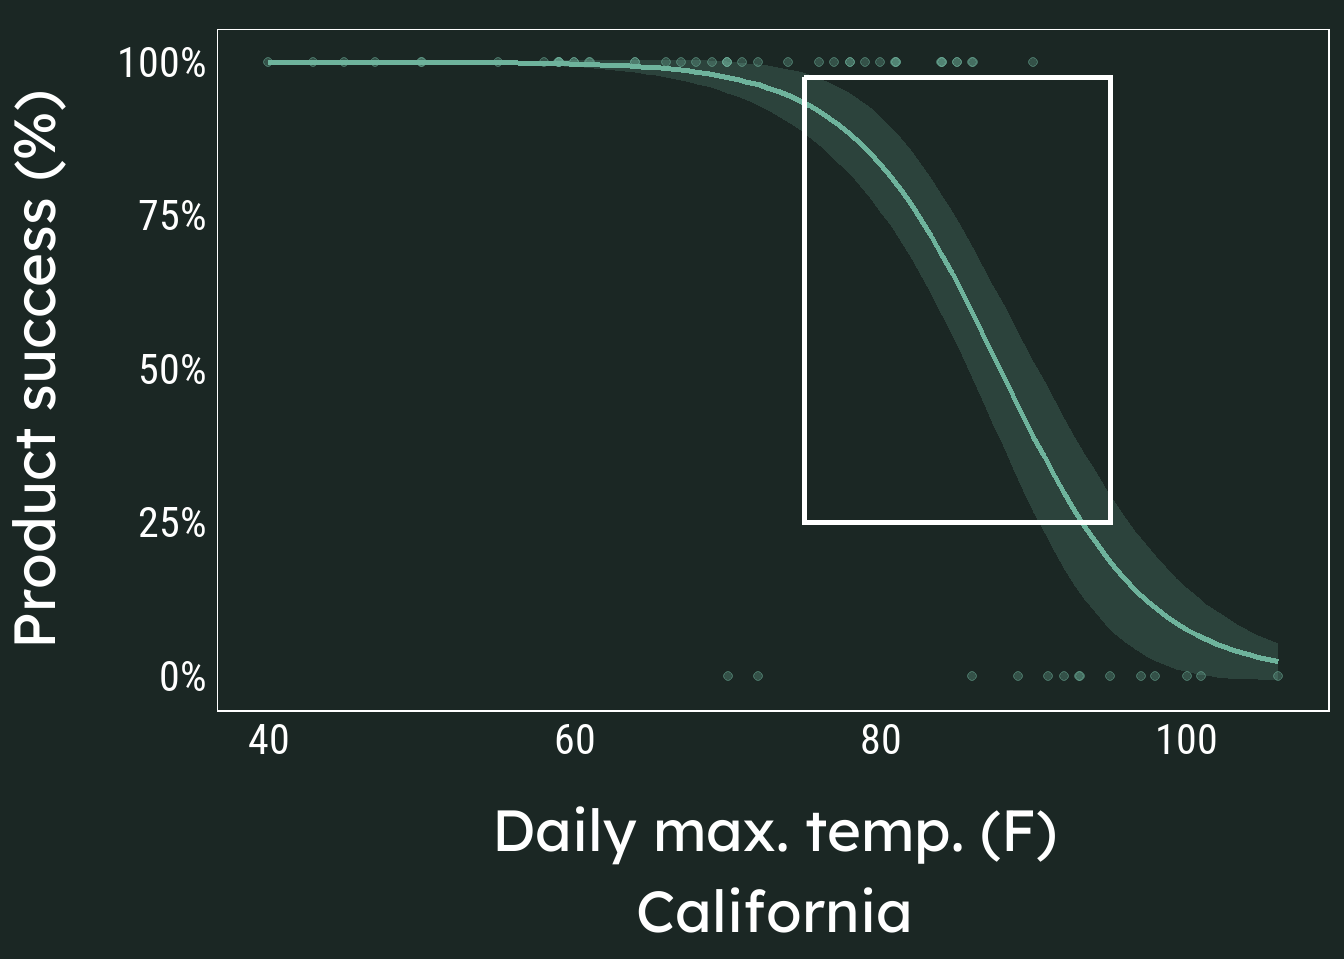 Product success (%)
100%
75%
50%
25%
0%
40 60 80 100
Daily max. temp. (F)
California